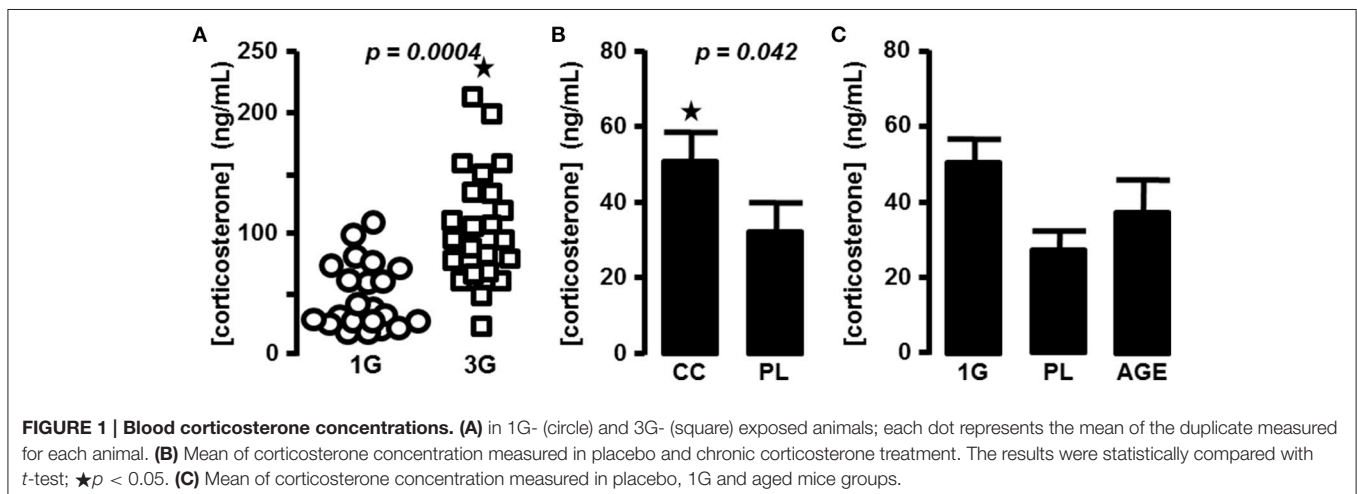 A
[corticosterone] (ng/mL)
250
200
100
0
p = 0.0004
★
1G
3G
B
[corticosterone] (ng/mL)
80
60
40
20
0
p = 0.042
★
CC
PL
C
[corticosterone] (ng/mL)
80
60
40
20
0
1G
PL
AGE
FIGURE 1 | Blood corticosterone concentrations. (A) in 1G- (circle) and 3G- (square) exposed animals; each dot represents the mean of the duplicate measured
for each animal. (B) Mean of corticosterone concentration measured in placebo and chronic corticosterone treatment. The results were statistically compared with
t-test; ★p < 0.05. (C) Mean of corticosterone concentration measured in placebo, 1G and aged mice groups.